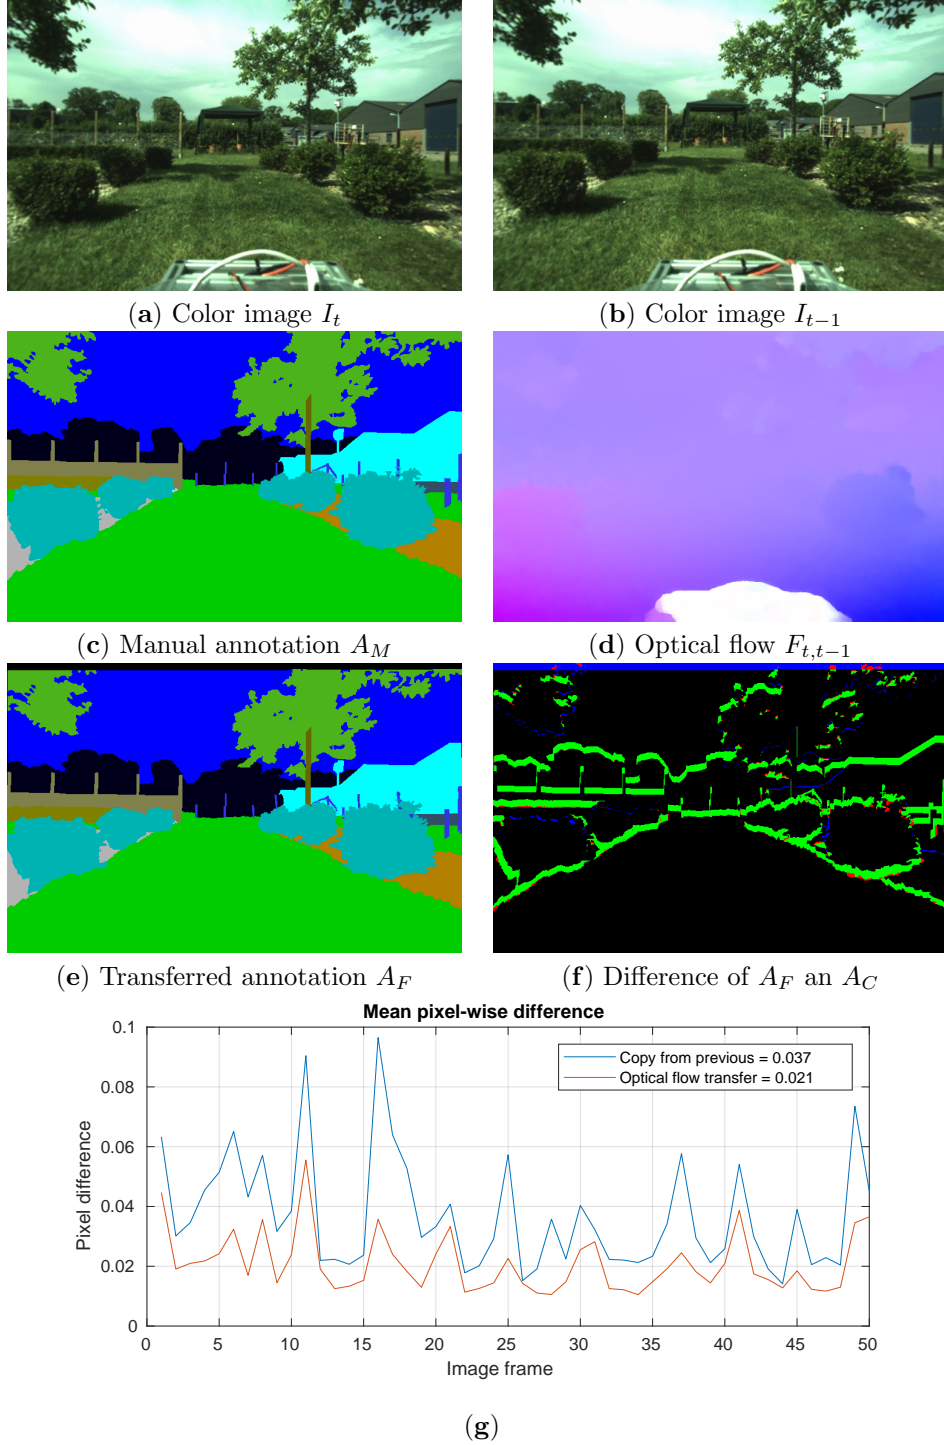 (a) Color image I_t
(b) Color image I_{t−1}
(c) Manual annotation A_M
(d) Optical flow F_{t,t−1}
(e) Transferred annotation A_F
(f) Difference of A_F an A_C
Mean pixel-wise difference
Pixel difference
0.1
0.08
0.06
0.04
0.02
0
Copy from previous = 0.037
Optical flow transfer = 0.021
0 5 10 15 20 25 30 35 40 45 50
Image frame
(g)